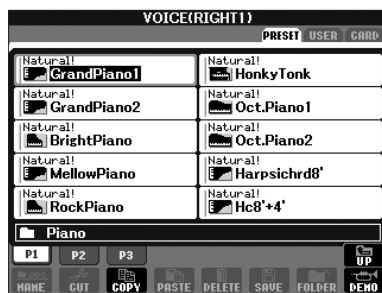 VOICE(RIGHT1)
PRESET USER CARD
Natural!
GrandPiano1
Natural!
HonkyTonk
Natural!
GrandPiano2
Natural!
Oct.Piano1
Natural!
BrightPiano
Natural!
Oct.Piano2
Natural!
MellowPiano
Natural!
Harpsichrd8'
Natural!
RockPiano
Natural!
Hc8'+4'
Piano
P1 P2 P3 UP
NAME CUT COPY PASTE DELETE SAVE FOLDER DEMO